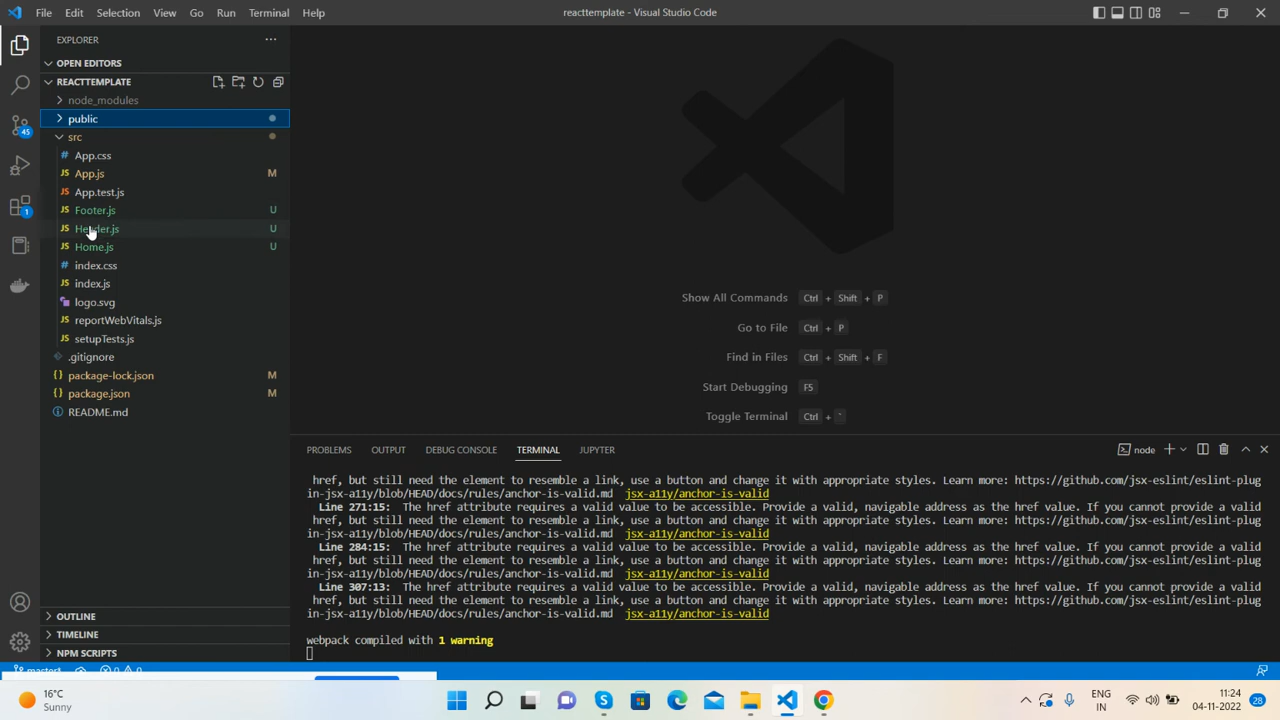 File Edit Selection View Go Run Terminal Help
reacttemplate - Visual Studio Code
EXPLORER
OPEN EDITORS
REACTTEMPLATE
node_modules
public
src
# App.css
JS App.js M
JS App.test.js
JS Footer.js U
JS Header.js U
JS Home.js U
# index.css
JS index.js
logo.svg
JS reportWebVitals.js
JS setupTests.js
.gitignore
{} package-lock.json M
{} package.json M
README.md
OUTLINE
TIMELINE
NPM SCRIPTS
45
1
Show All Commands Ctrl + Shift + P
Go to File Ctrl + P
Find in Files Ctrl + Shift + F
Start Debugging F5
Toggle Terminal Ctrl + `
PROBLEMS OUTPUT DEBUG CONSOLE TERMINAL JUPYTER
node
href, but still need the element to resemble a link, use a button and change it with appropriate styles. Learn more: https://github.com/jsx-eslint/eslint-plug
in-jsx-a11y/blob/HEAD/docs/rules/anchor-is-valid.md jsx-a11y/anchor-is-valid
Line 271:15: The href attribute requires a valid value to be accessible. Provide a valid, navigable address as the href value. If you cannot provide a valid
href, but still need the element to resemble a link, use a button and change it with appropriate styles. Learn more: https://github.com/jsx-eslint/eslint-plug
in-jsx-a11y/blob/HEAD/docs/rules/anchor-is-valid.md jsx-a11y/anchor-is-valid
Line 284:15: The href attribute requires a valid value to be accessible. Provide a valid, navigable address as the href value. If you cannot provide a valid
href, but still need the element to resemble a link, use a button and change it with appropriate styles. Learn more: https://github.com/jsx-eslint/eslint-plug
in-jsx-a11y/blob/HEAD/docs/rules/anchor-is-valid.md jsx-a11y/anchor-is-valid
Line 307:13: The href attribute requires a valid value to be accessible. Provide a valid, navigable address as the href value. If you cannot provide a valid
href, but still need the element to resemble a link, use a button and change it with appropriate styles. Learn more: https://github.com/jsx-eslint/eslint-plug
in-jsx-a11y/blob/HEAD/docs/rules/anchor-is-valid.md jsx-a11y/anchor-is-valid
webpack compiled with 1 warning
master* 0 0
16°C
Sunny
ENG
IN
11:24
04-11-2022
28